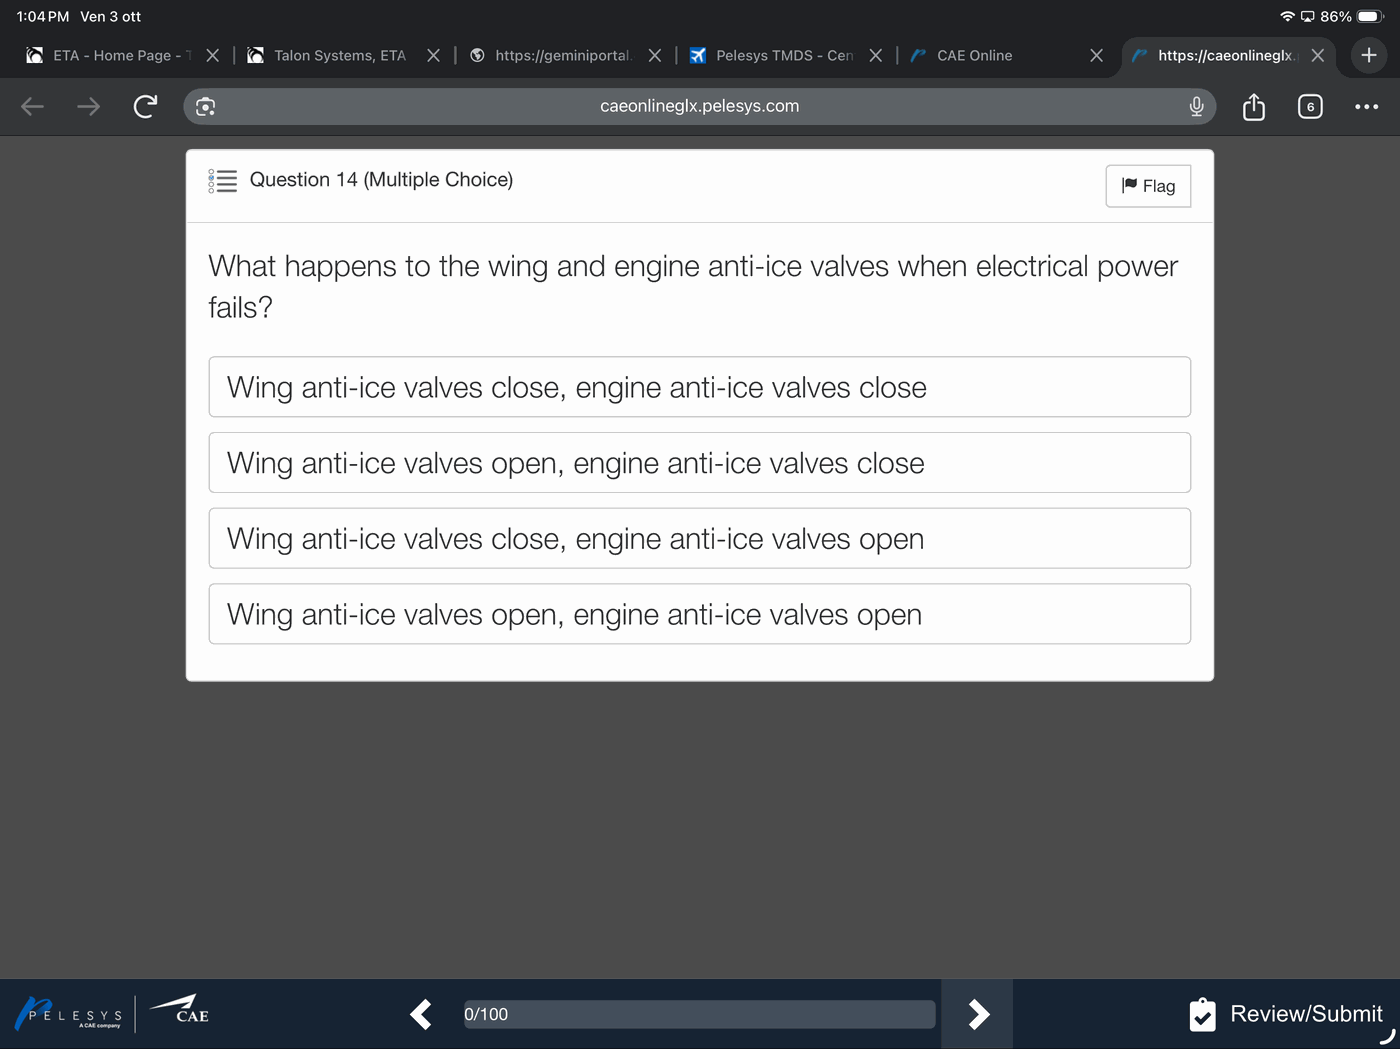 1:04 PM Ven 3 ott
86%
ETA - Home Page - T
Talon Systems, ETA
https://geminiportal.
Pelesys TMDS - Cen
CAE Online
https://caeonlineglx.
caeonlineglx.pelesys.com
6
Question 14 (Multiple Choice)
Flag
What happens to the wing and engine anti-ice valves when electrical power
fails?
Wing anti-ice valves close, engine anti-ice valves close
Wing anti-ice valves open, engine anti-ice valves close
Wing anti-ice valves close, engine anti-ice valves open
Wing anti-ice valves open, engine anti-ice valves open
PELESYS
A CAE company
CAE
0/100
Review/Submit